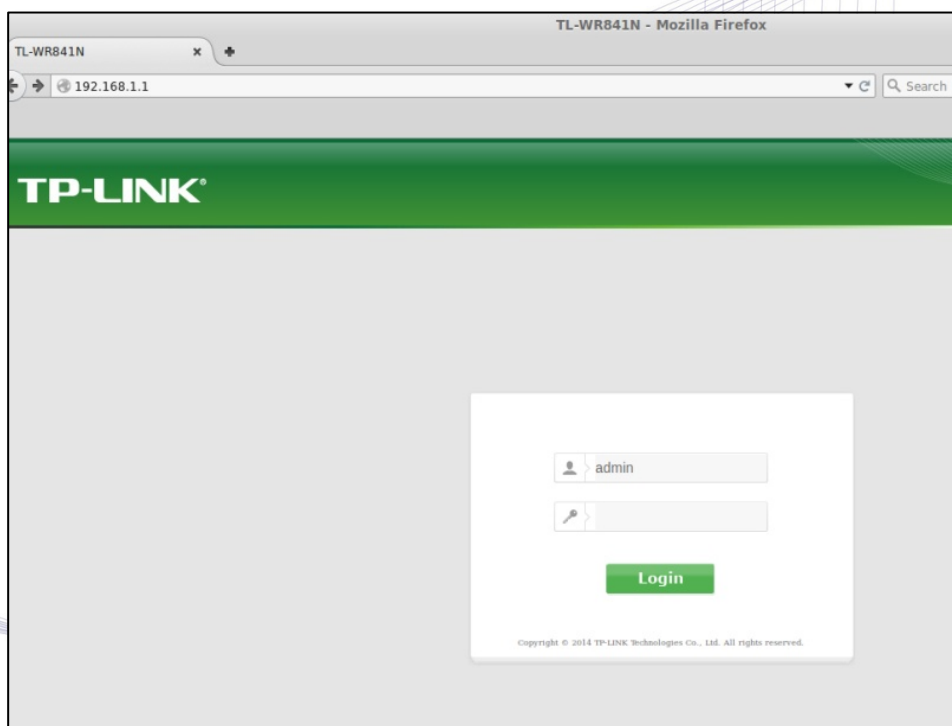 TL-WR841N - Mozilla Firefox
TL-WR841N
192.168.1.1
Search
TP-LINK®
admin
Login
Copyright © 2014 TP-LINK Technologies Co., Ltd. All rights reserved.